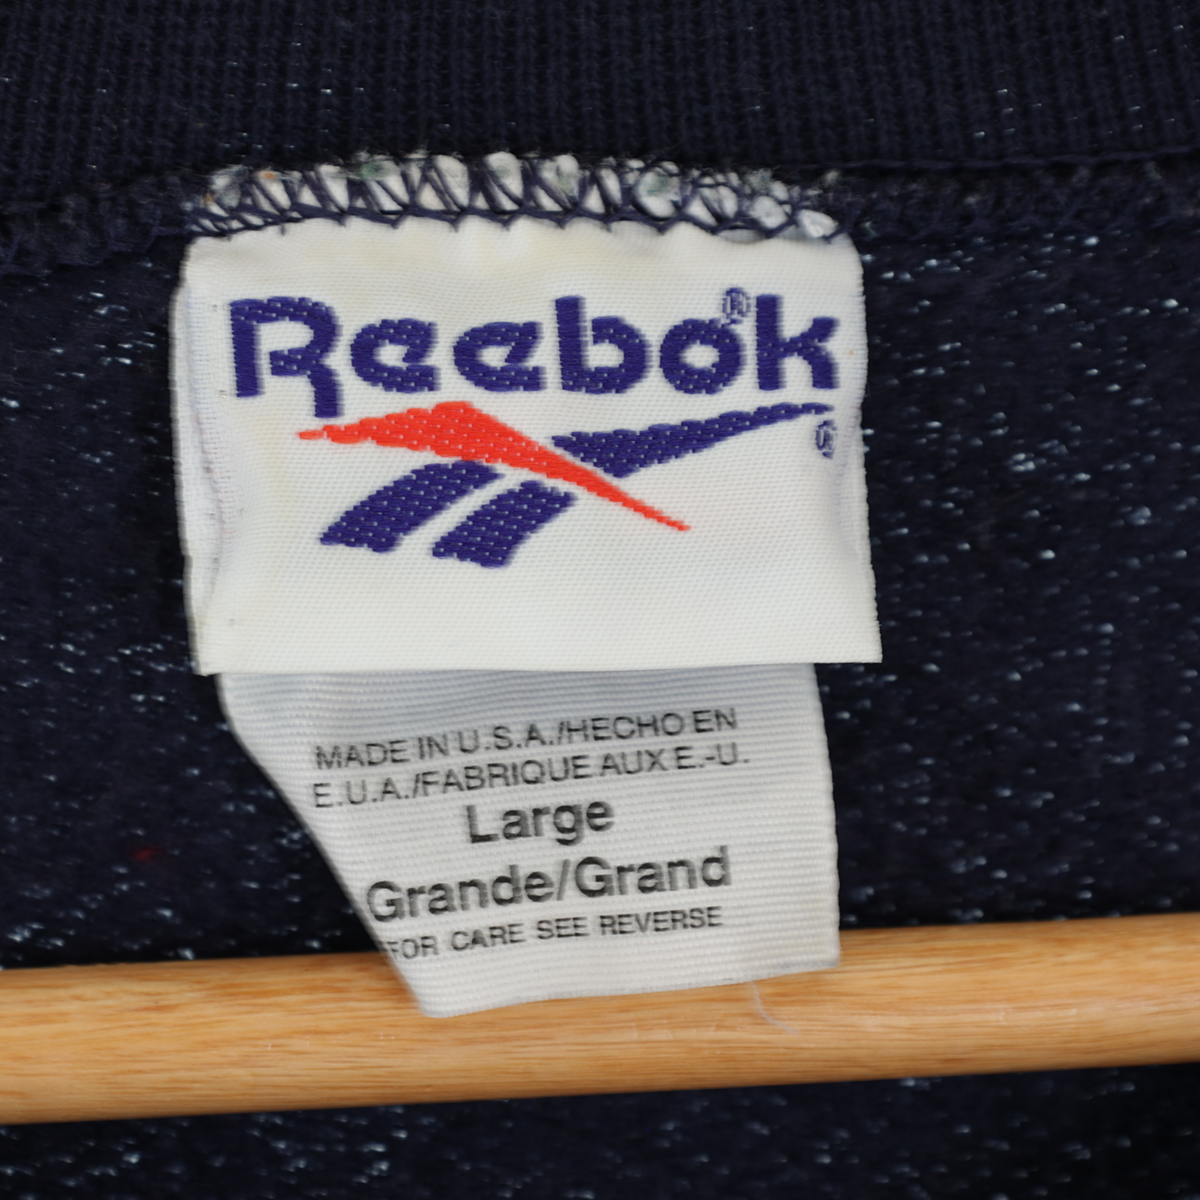 Reebok®
®
MADE IN U.S.A./HECHO EN
E.U.A./FABRIQUE AUX E.-U.
Large
Grande/Grand
FOR CARE SEE REVERSE